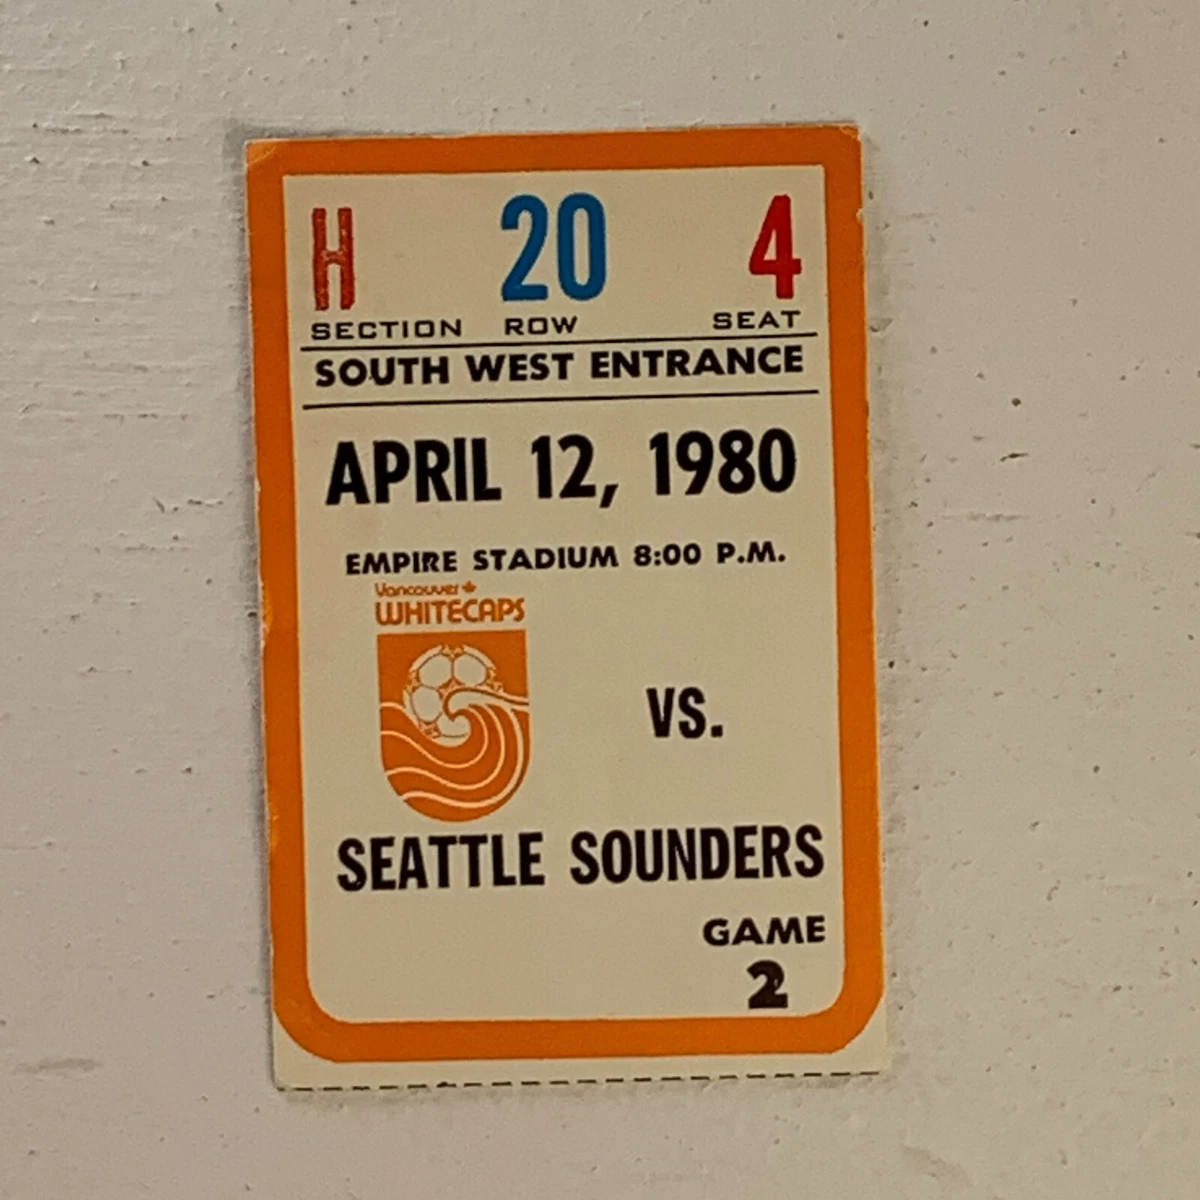 H 20 4
SECTION ROW SEAT
SOUTH WEST ENTRANCE
APRIL 12, 1980
EMPIRE STADIUM 8:00 P.M.
Vancouver
WHITECAPS
VS.
SEATTLE SOUNDERS
GAME
2